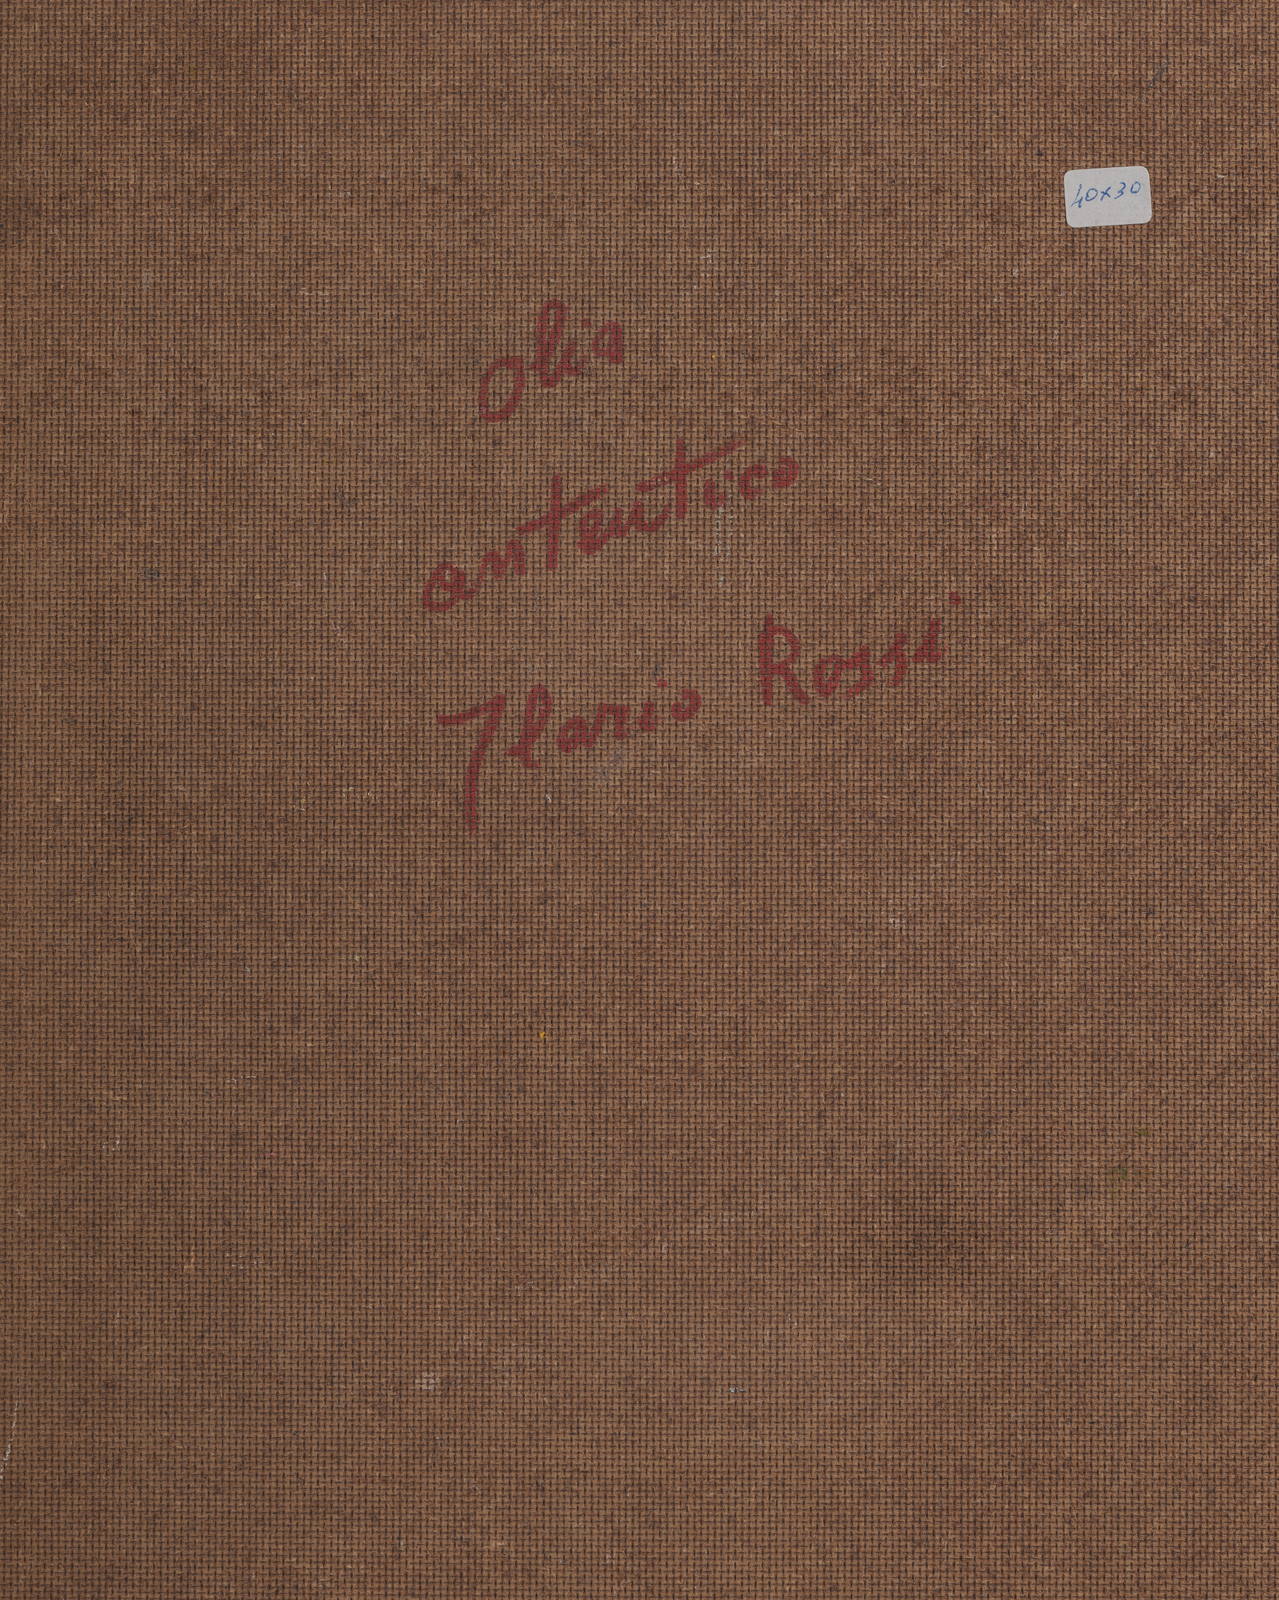 40x30
Olio
autentico
Ilario Rossi